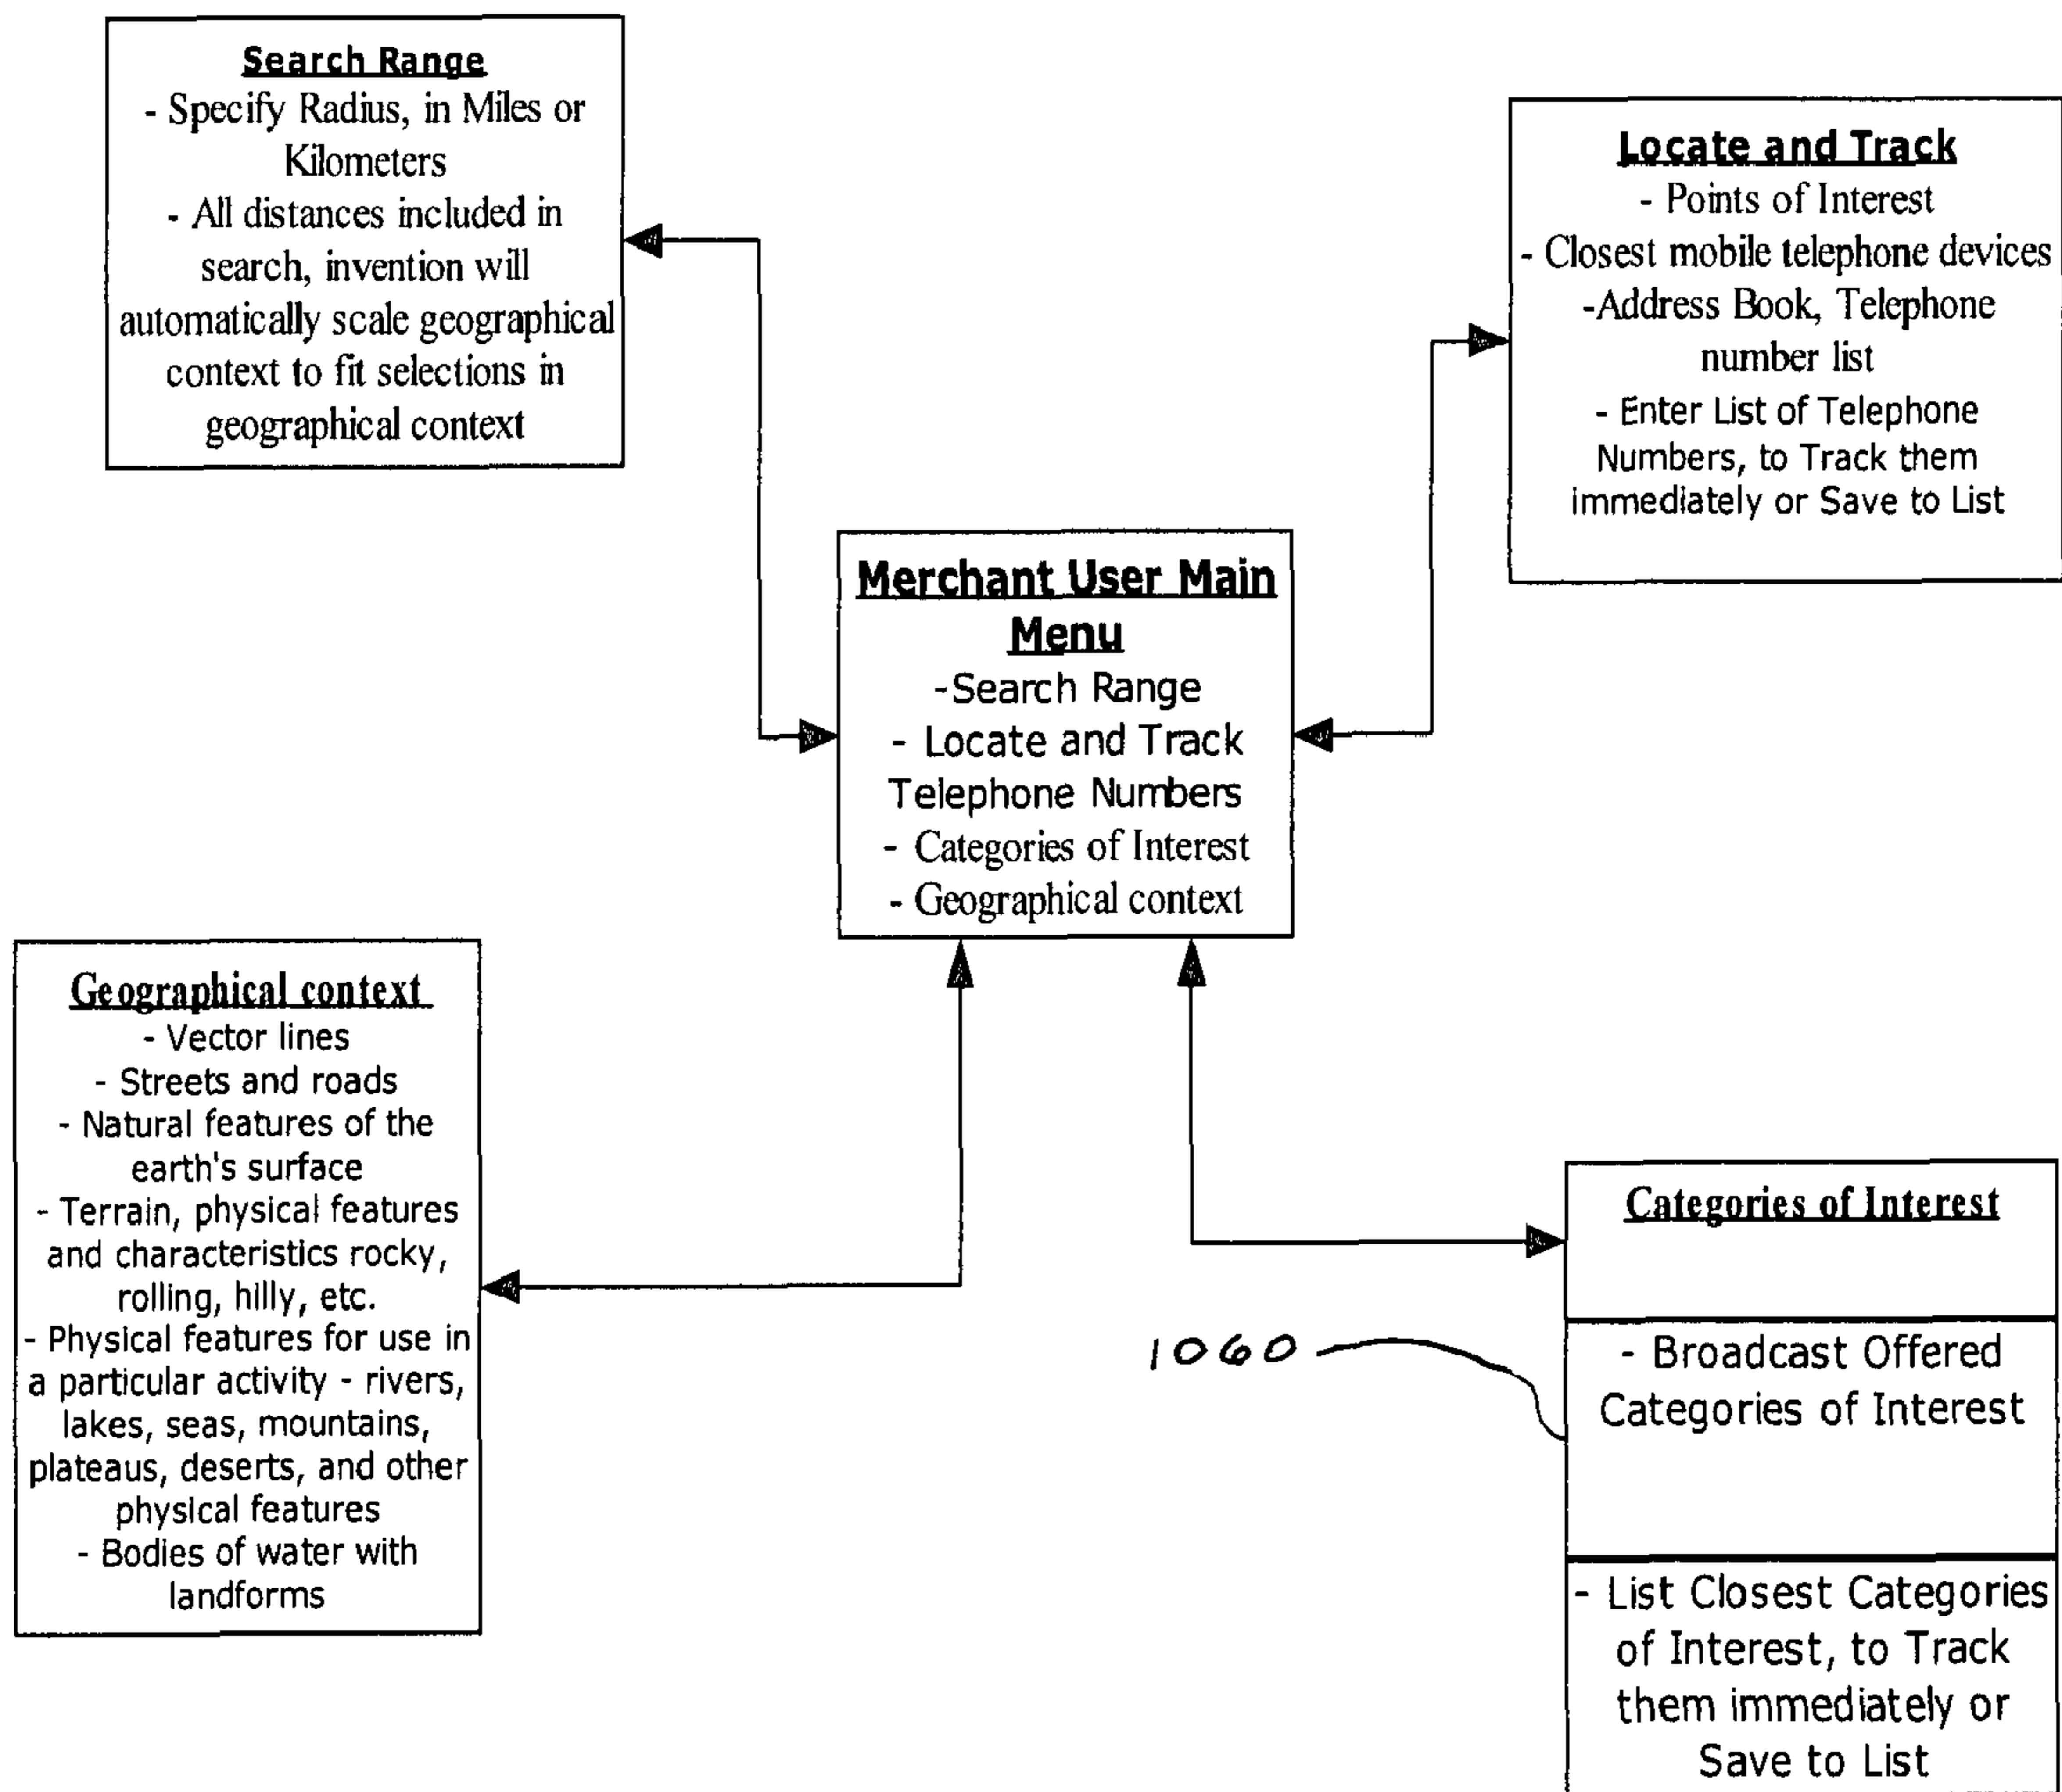 Search Range
- Specify Radius, in Miles or
Kilometers
- All distances included in
search, invention will
automatically scale geographical
context to fit selections in
geographical context
Locate and Track
- Points of Interest
- Closest mobile telephone devices
-Address Book, Telephone
number list
- Enter List of Telephone
Numbers, to Track them
immediately or Save to List
Merchant User Main
Menu
-Search Range
- Locate and Track
Telephone Numbers
- Categories of Interest
- Geographical context
Geographical context
- Vector lines
- Streets and roads
- Natural features of the
earth's surface
- Terrain, physical features
and characteristics rocky,
rolling, hilly, etc.
- Physical features for use in
a particular activity - rivers,
lakes, seas, mountains,
plateaus, deserts, and other
physical features
- Bodies of water with
landforms
Categories of Interest
1060
- Broadcast Offered
Categories of Interest
- List Closest Categories
of Interest, to Track
them immediately or
Save to List